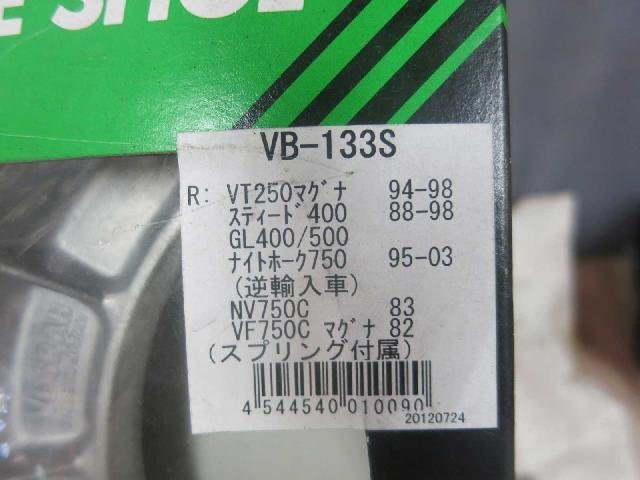 E SHOE
VB-133S
R: VT250マグナ 94-98
スティード400 88-98
GL400/500
ナイトホーク750 95-03
(逆輸入車)
NV750C 83
VF750C マグナ 82
(スプリング付属)
4 544540 010090
20120724